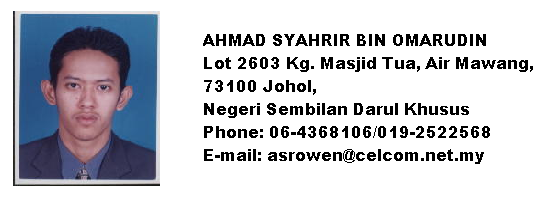 AHMAD SYAHRIR BIN OMARUDIN
Lot 2603 Kg. Masjid Tua, Air Mawang,
73100 Johol,
Negeri Sembilan Darul Khusus
Phone: 06-4368106/019-2522568
E-mail: asrowen@celcom.net.my